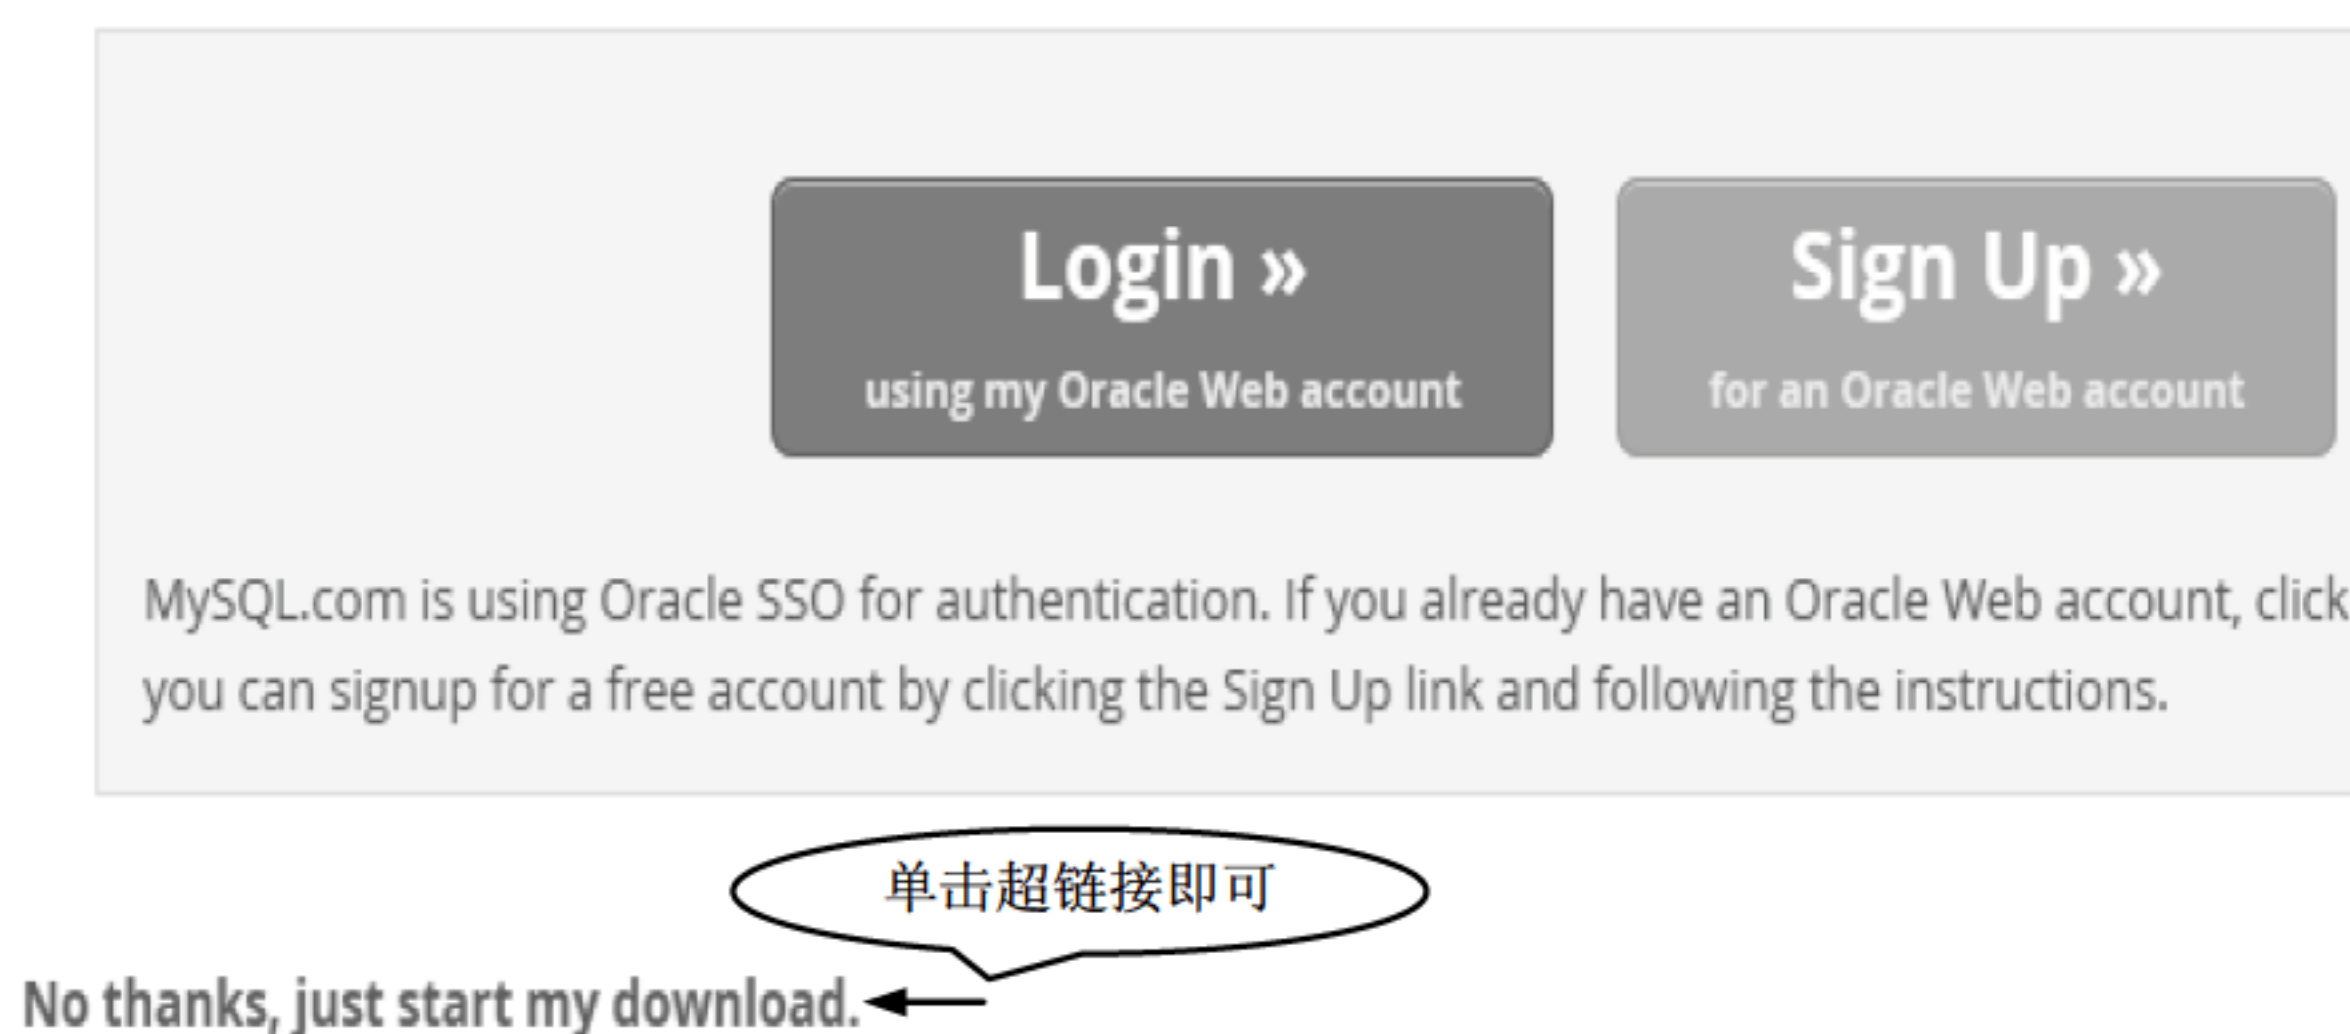 Login »
using my Oracle Web account
Sign Up »
for an Oracle Web account
MySQL.com is using Oracle SSO for authentication. If you already have an Oracle Web account, click
you can signup for a free account by clicking the Sign Up link and following the instructions.
单击超链接即可
No thanks, just start my download.